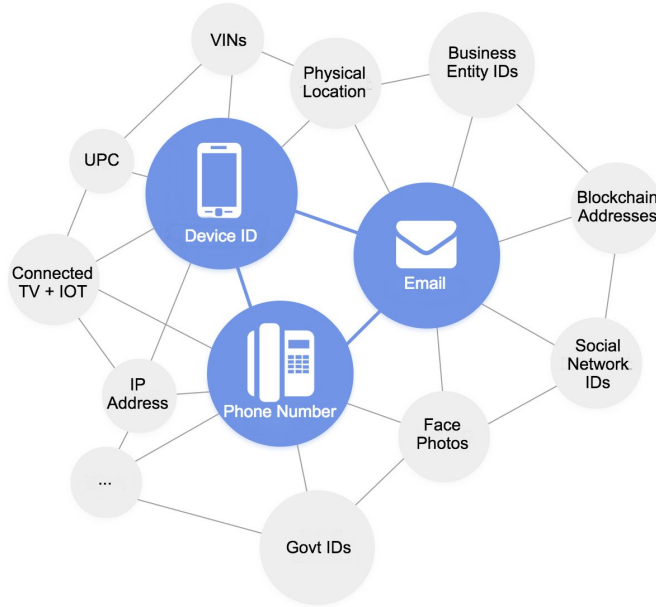 VINs
Physical
Location
Business
Entity IDs
UPC
Device ID
Blockchain
Addresses
Connected
TV + IOT
Email
IP
Address
Phone Number
Social
Network
IDs
Face
Photos
...
Govt IDs